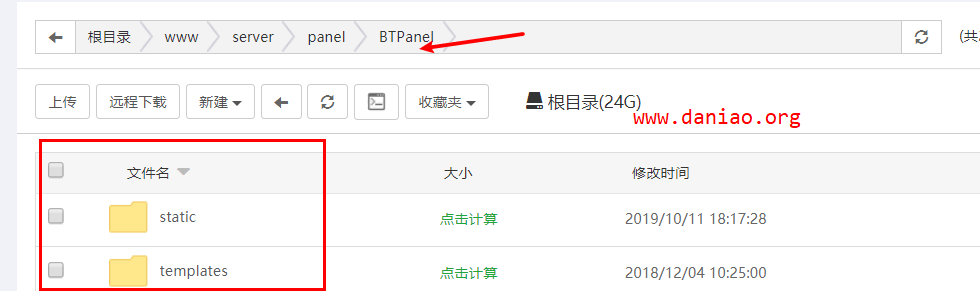 根目录 www server panel BTPanel (共
上传 远程下载 新建 收藏夹 根目录(24G)
www.daniao.org
文件名 大小 修改时间
static 点击计算 2019/10/11 18:17:28
templates 点击计算 2018/12/04 10:25:00